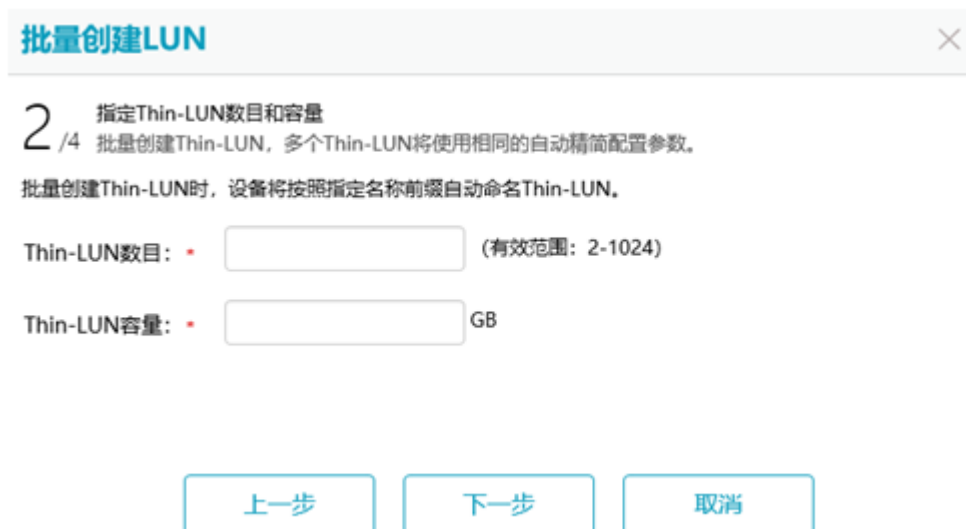 批量创建LUN
2/4 指定Thin-LUN数目和容量
批量创建Thin-LUN，多个Thin-LUN将使用相同的自动精简配置参数。
批量创建Thin-LUN时，设备将按照指定名称前缀自动命名Thin-LUN。
Thin-LUN数目：* (有效范围：2-1024)
Thin-LUN容量：* GB
上一步 下一步 取消